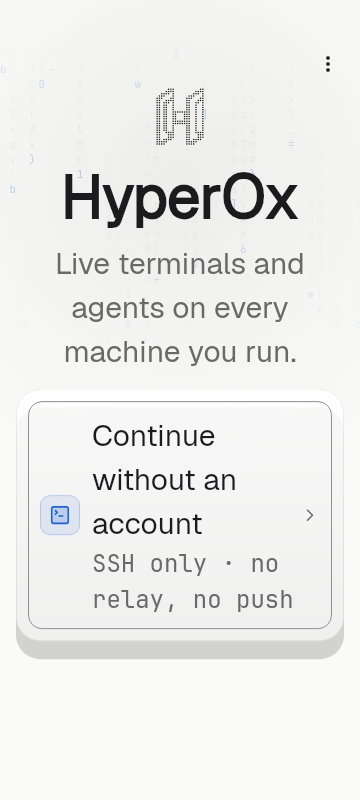 HyperOx
Live terminals and
agents on every
machine you run.
Continue
without an
account
SSH only · no
relay, no push